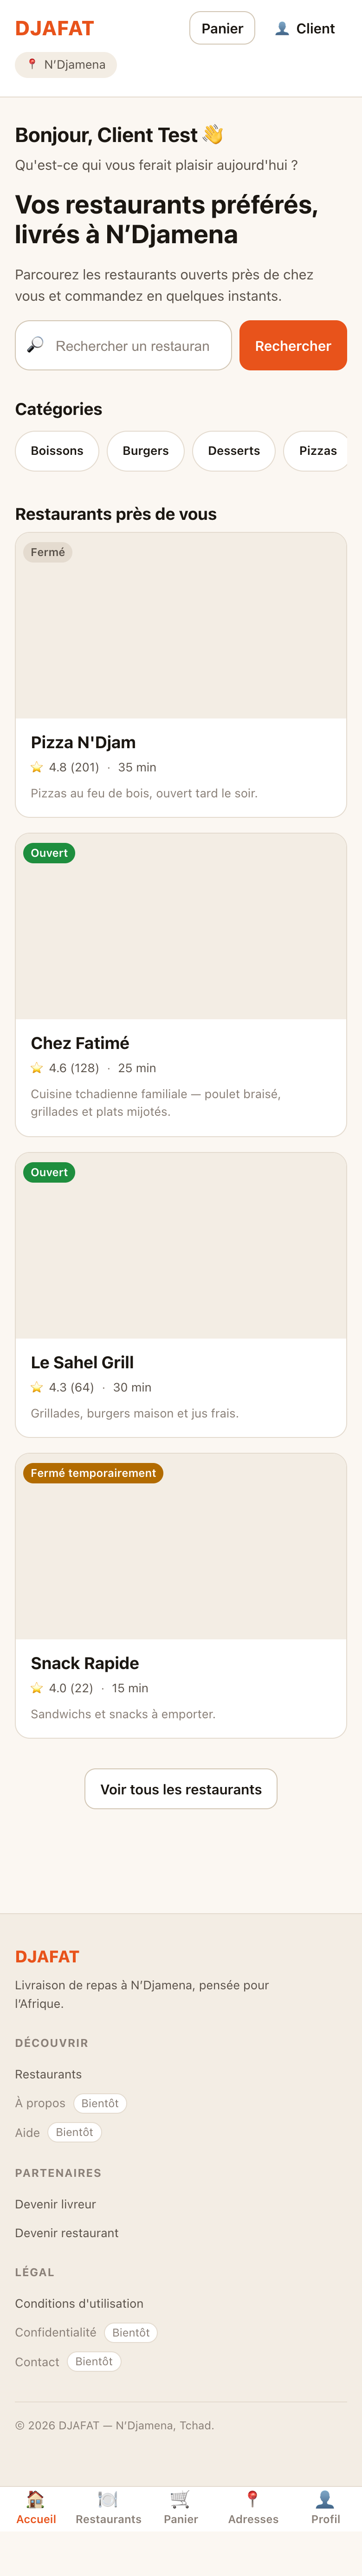 DJAFAT
Panier
Client
N'Djamena
Bonjour, Client Test
Qu'est-ce qui vous ferait plaisir aujourd'hui ?
Vos restaurants préférés,
livrés à N'Djamena
Parcourez les restaurants ouverts près de chez
vous et commandez en quelques instants.
Rechercher un restauran
Rechercher
Catégories
Boissons
Burgers
Desserts
Pizzas
Restaurants près de vous
Fermé
Pizza N'Djam
4.8 (201) · 35 min
Pizzas au feu de bois, ouvert tard le soir.
Ouvert
Chez Fatimé
4.6 (128) · 25 min
Cuisine tchadienne familiale — poulet braisé,
grillades et plats mijotés.
Ouvert
Le Sahel Grill
4.3 (64) · 30 min
Grillades, burgers maison et jus frais.
Fermé temporairement
Snack Rapide
4.0 (22) · 15 min
Sandwichs et snacks à emporter.
Voir tous les restaurants
DJAFAT
Livraison de repas à N'Djamena, pensée pour
l'Afrique.
DÉCOUVRIR
Restaurants
À propos Bientôt
Aide Bientôt
PARTENAIRES
Devenir livreur
Devenir restaurant
LÉGAL
Conditions d'utilisation
Confidentialité Bientôt
Contact Bientôt
© 2026 DJAFAT — N'Djamena, Tchad.
Accueil
Restaurants
Panier
Adresses
Profil